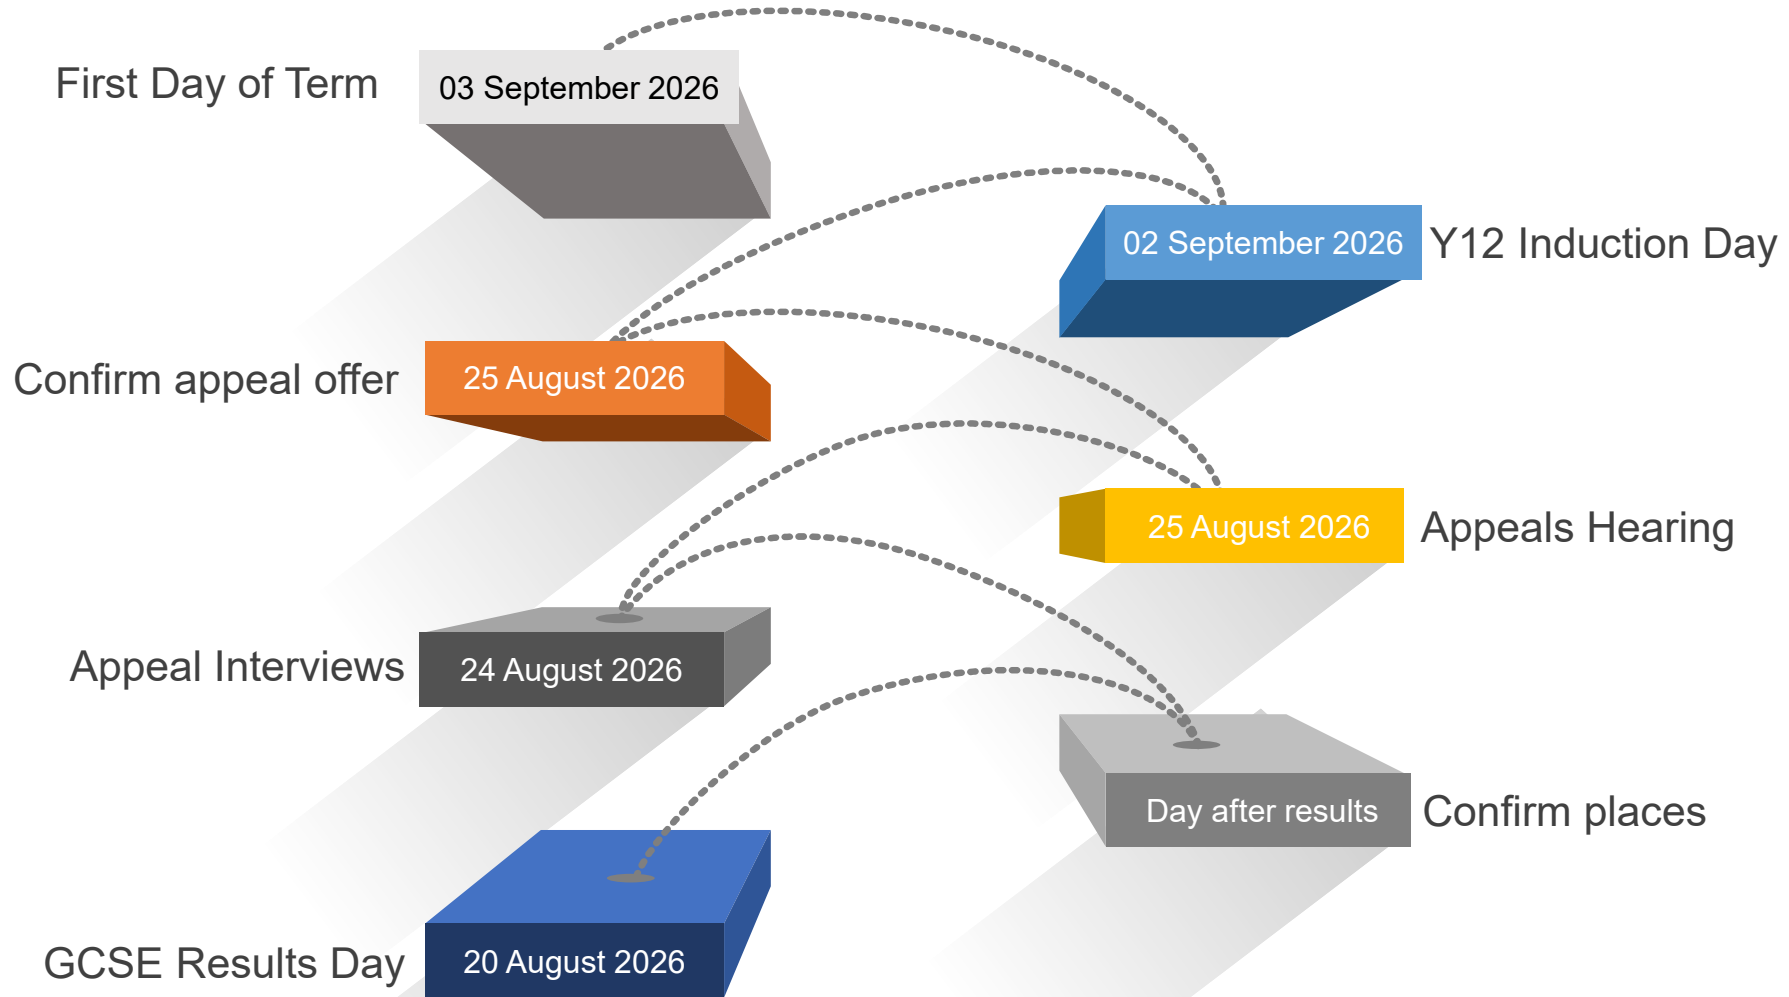 First Day of Term
03 September 2026
02 September 2026
Y12 Induction Day
Confirm appeal offer
25 August 2026
25 August 2026
Appeals Hearing
Appeal Interviews
24 August 2026
Day after results
Confirm places
GCSE Results Day
20 August 2026